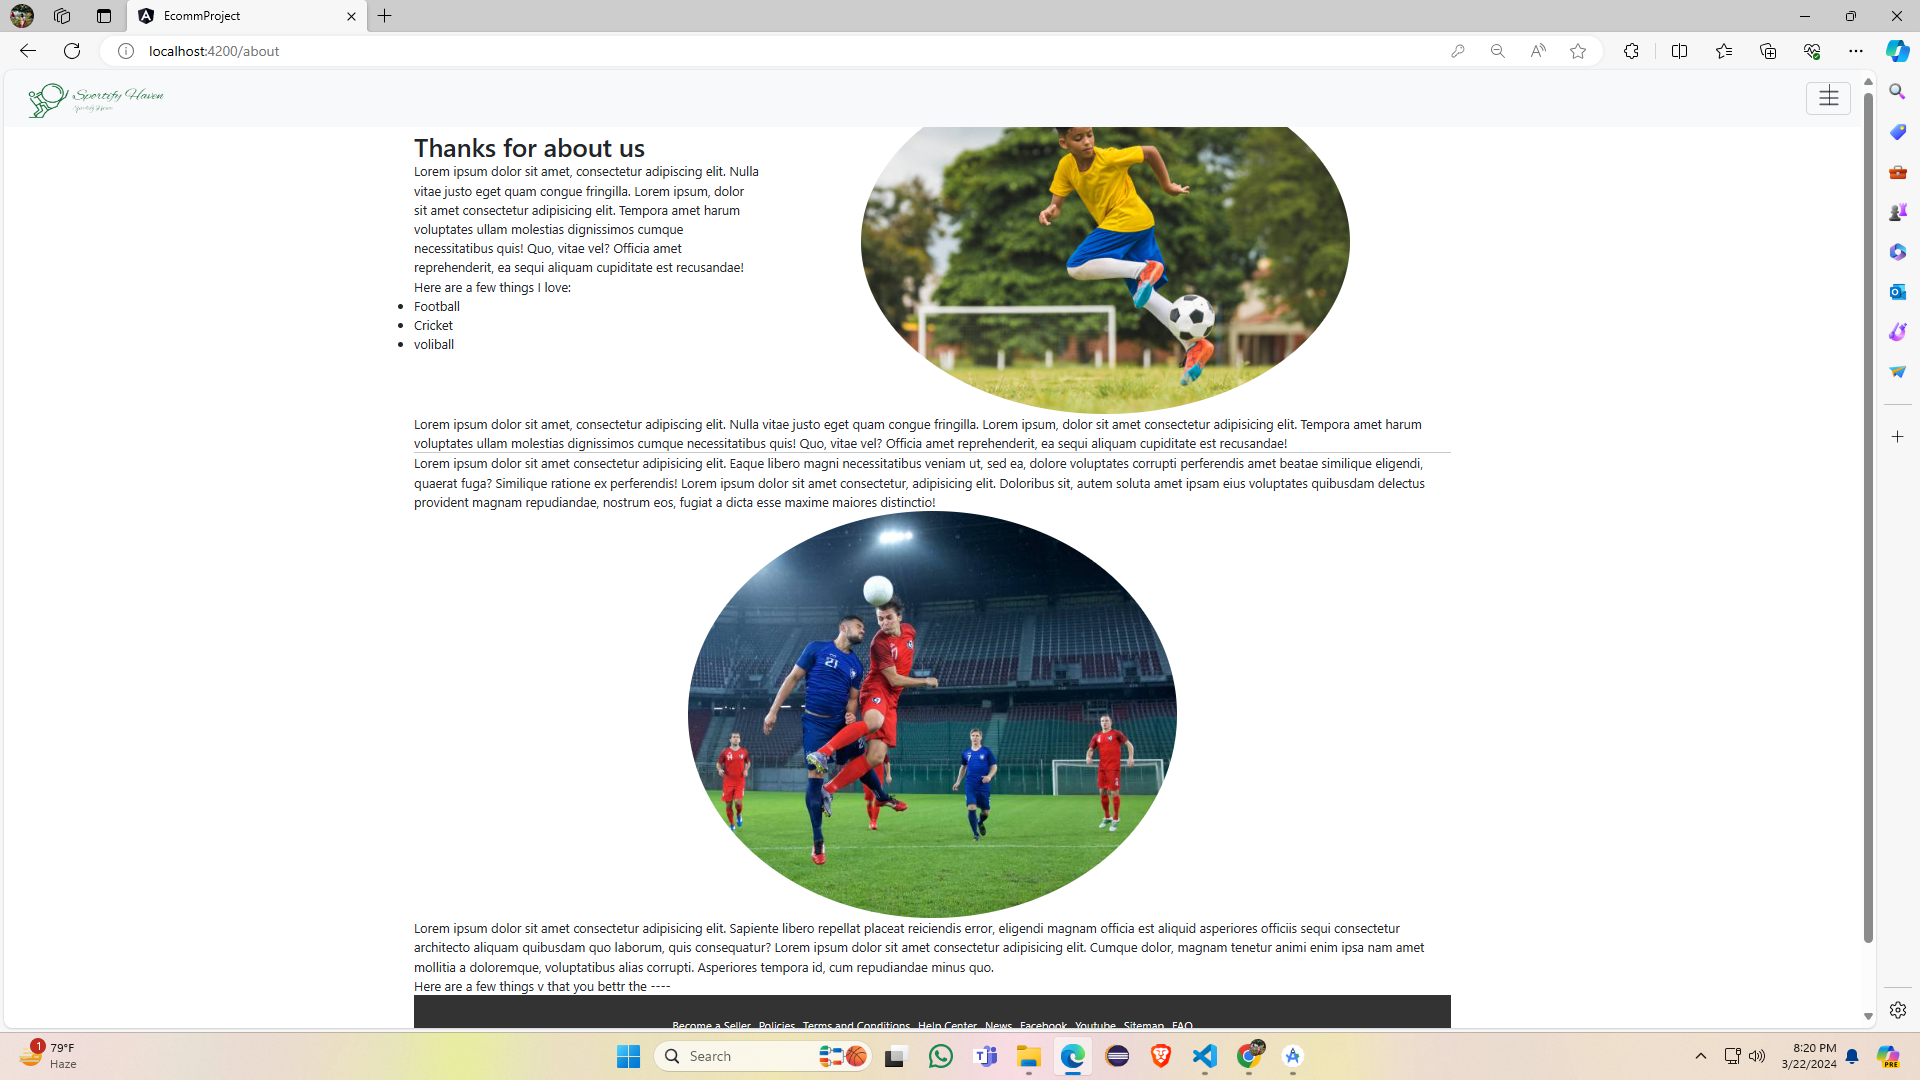 EcommProject
localhost:4200/about
Sportify Haven
Sportify Haven
Thanks for about us
Lorem ipsum dolor sit amet, consectetur adipiscing elit. Nulla
vitae justo eget quam congue fringilla. Lorem ipsum, dolor
sit amet consectetur adipisicing elit. Tempora amet harum
voluptates ullam molestias dignissimos cumque
necessitatibus quis! Quo, vitae vel? Officia amet
reprehenderit, ea sequi aliquam cupiditate est recusandae!
Here are a few things I love:
Football
Cricket
voliball
Lorem ipsum dolor sit amet, consectetur adipiscing elit. Nulla vitae justo eget quam congue fringilla. Lorem ipsum, dolor sit amet consectetur adipisicing elit. Tempora amet harum
voluptates ullam molestias dignissimos cumque necessitatibus quis! Quo, vitae vel? Officia amet reprehenderit, ea sequi aliquam cupiditate est recusandae!
Lorem ipsum dolor sit amet consectetur adipisicing elit. Eaque libero magni necessitatibus veniam ut, sed ea, dolore voluptates corrupti perferendis amet beatae similique eligendi,
quaerat fuga? Similique ratione ex perferendis! Lorem ipsum dolor sit amet consectetur, adipisicing elit. Doloribus sit, autem soluta amet ipsam eius voluptates quibusdam delectus
provident magnam repudiandae, nostrum eos, fugiat a dicta esse maxime maiores distinctio!
21
Lorem ipsum dolor sit amet consectetur adipisicing elit. Sapiente libero repellat placeat reiciendis error, eligendi magnam officia est aliquid asperiores officiis sequi consectetur
architecto aliquam quibusdam quo laborum, quis consequatur? Lorem ipsum dolor sit amet consectetur adipisicing elit. Cumque dolor, magnam tenetur animi enim ipsa nam amet
mollitia a doloremque, voluptatibus alias corrupti. Asperiores tempora id, cum repudiandae minus quo.
Here are a few things v that you bettr the ----
Become a Seller Policies Terms and Conditions Help Center News Facebook Youtube Sitemap FAQ
1
79°F
Haze
Search
8:20 PM
3/22/2024
PRE